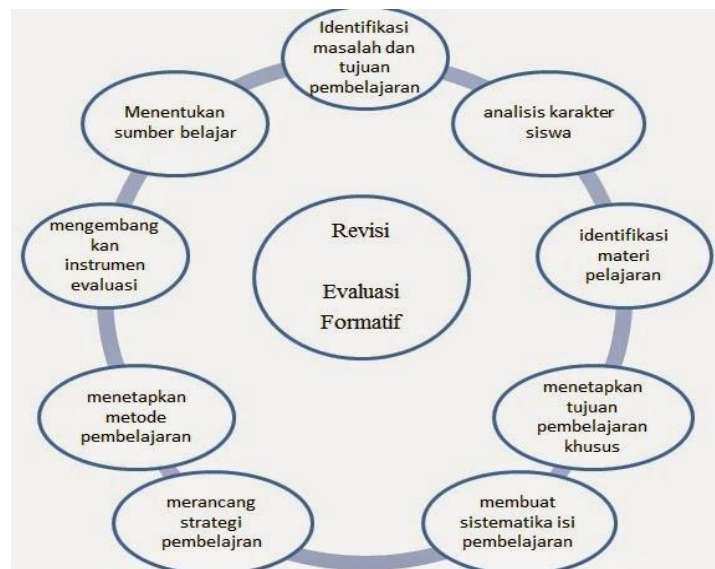 Identifikasi
masalah dan
tujuan
pembelajaran
analisis karakter
siswa
identifikasi
materi
pelajaran
menetapkan
tujuan
pembelajaran
khusus
membuat
sistematika isi
pembelajaran
merancang
strategi
pembelajran
menetapkan
metode
pembelajaran
mengembang
kan
instrumen
evaluasi
Menentukan
sumber belajar
Revisi
Evaluasi
Formatif